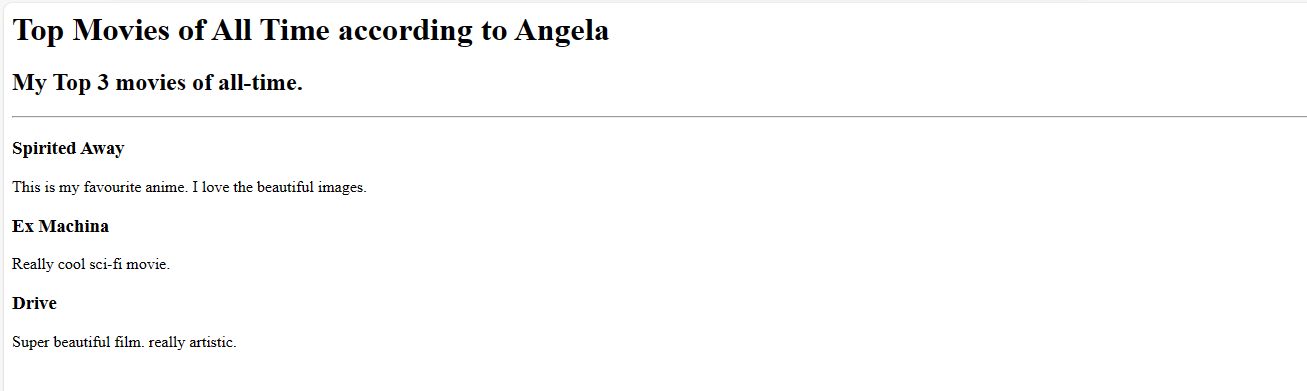 Top Movies of All Time according to Angela
My Top 3 movies of all-time.
Spirited Away
This is my favourite anime. I love the beautiful images.
Ex Machina
Really cool sci-fi movie.
Drive
Super beautiful film. really artistic.